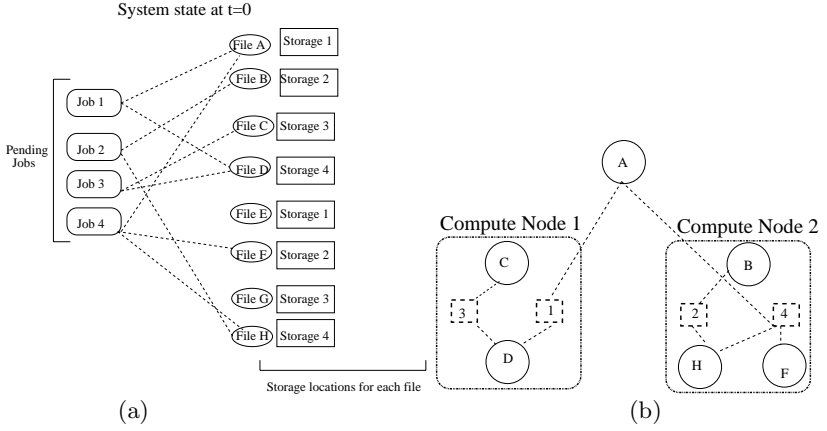 System state at t=0
File A
Storage 1
File B
Storage 2
File C
Storage 3
File D
Storage 4
File E
Storage 1
File F
Storage 2
File G
Storage 3
File H
Storage 4
Pending
Jobs
Job 1
Job 2
Job 3
Job 4
Storage locations for each file
(a)
A
Compute Node 1
C
3
1
D
Compute Node 2
B
2
4
H
F
(b)